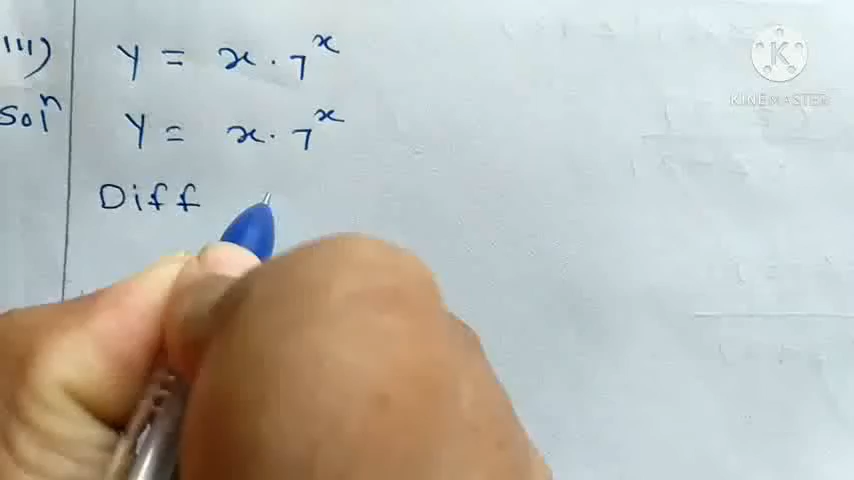 iii) y = x · 7^x
Solⁿ y = x · 7^x
Diff
K
KINEMASTER